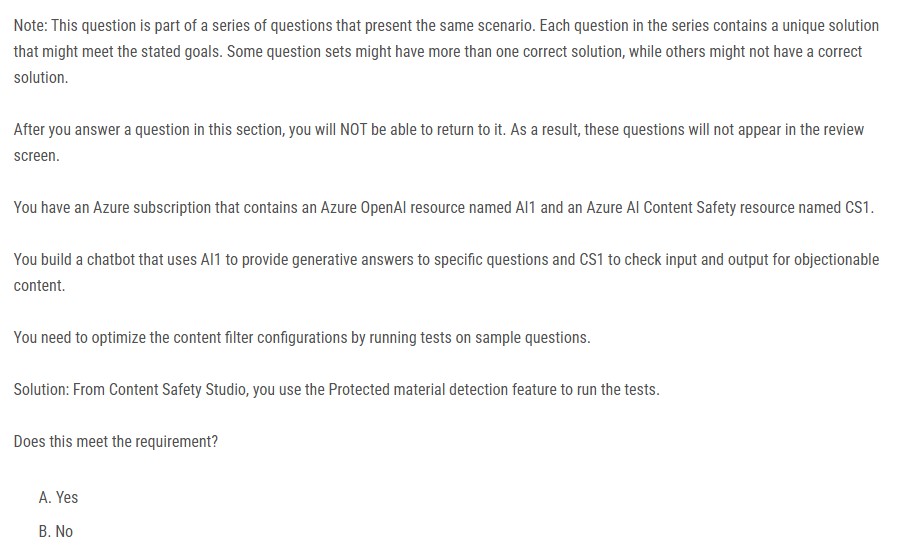 Note: This question is part of a series of questions that present the same scenario. Each question in the series contains a unique solution
that might meet the stated goals. Some question sets might have more than one correct solution, while others might not have a correct
solution.
After you answer a question in this section, you will NOT be able to return to it. As a result, these questions will not appear in the review
screen.
You have an Azure subscription that contains an Azure OpenAI resource named AI1 and an Azure AI Content Safety resource named CS1.
You build a chatbot that uses AI1 to provide generative answers to specific questions and CS1 to check input and output for objectionable
content.
You need to optimize the content filter configurations by running tests on sample questions.
Solution: From Content Safety Studio, you use the Protected material detection feature to run the tests.
Does this meet the requirement?
A. Yes
B. No